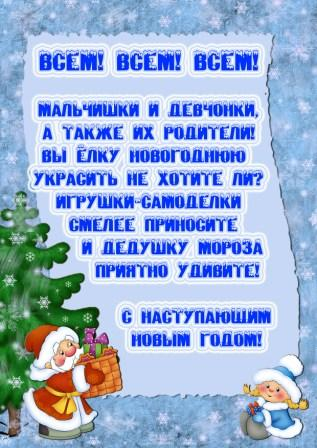 ВСЕМ! ВСЕМ! ВСЕМ!
МАЛЬЧИШКИ И ДЕВЧОНКИ,
А ТАКЖЕ ИХ РОДИТЕЛИ!
ВЫ ЁЛКУ НОВОГОДНЮЮ
УКРАСИТЬ НЕ ХОТИТЕ ЛИ?
ИГРУШКИ-САМОДЕЛКИ
СМЕЛЕЕ ПРИНОСИТЕ
И ДЕДУШКУ МОРОЗА
ПРИЯТНО УДИВИТЕ!
С НАСТУПАЮЩИМ
НОВЫМ ГОДОМ!